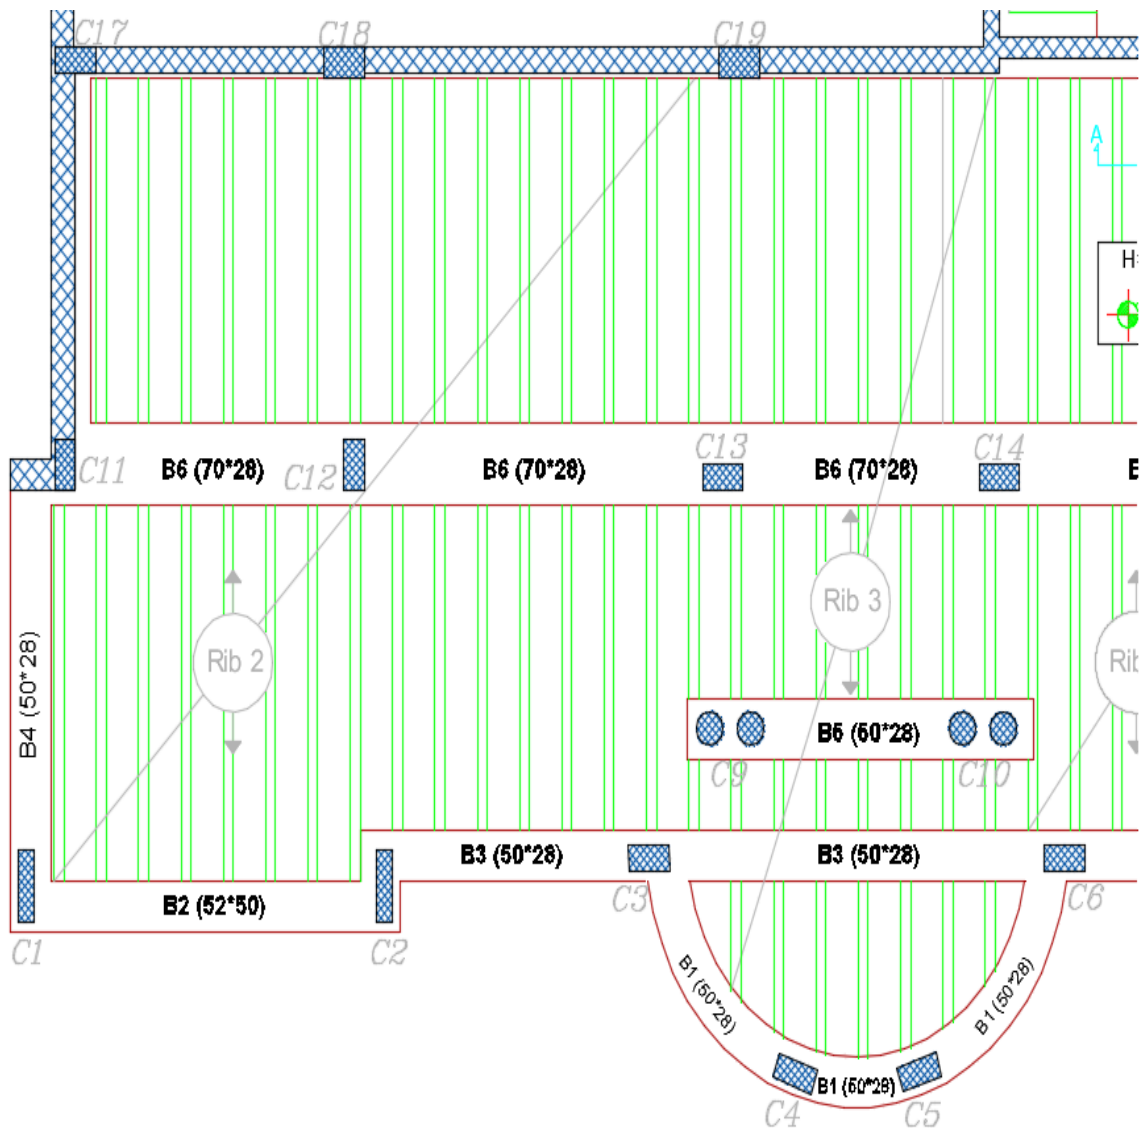 C17
C18
C19
A
H=
C13
C14
C11
B6 (70*28)
C12
B6 (70*28)
B6 (70*28)
Rib 3
B4 (50*28)
Rib 2
B5 (60*28)
C9
C10
B3 (50*28)
B3 (50*28)
C3
C6
B2 (52*50)
C1
C2
B1 (50*28)
B1 (50*28)
B1 (50*28)
C4
C5